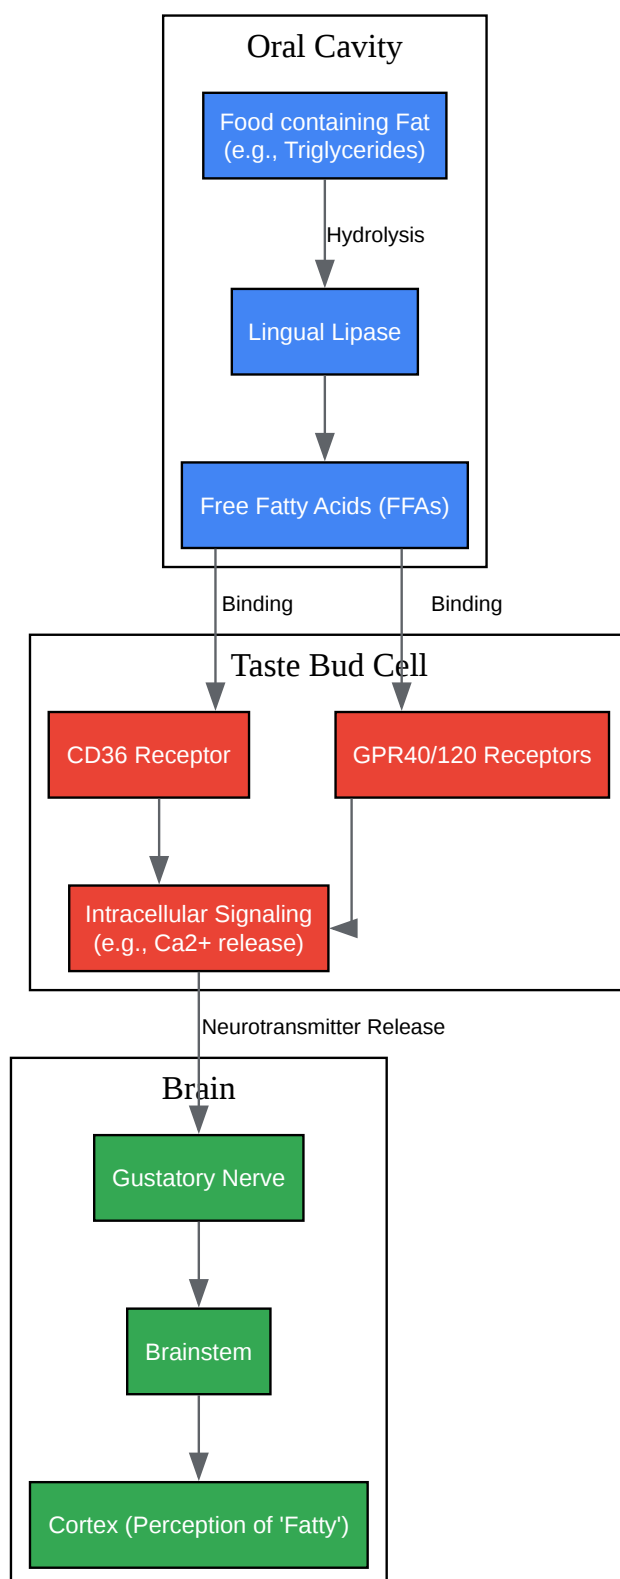 Oral Cavity
Food containing Fat
(e.g., Triglycerides)
Hydrolysis
Lingual Lipase
Free Fatty Acids (FFAs)
Binding
Binding
Taste Bud Cell
CD36 Receptor
GPR40/120 Receptors
Intracellular Signaling
(e.g., Ca2+ release)
Neurotransmitter Release
Brain
Gustatory Nerve
Brainstem
Cortex (Perception of 'Fatty')